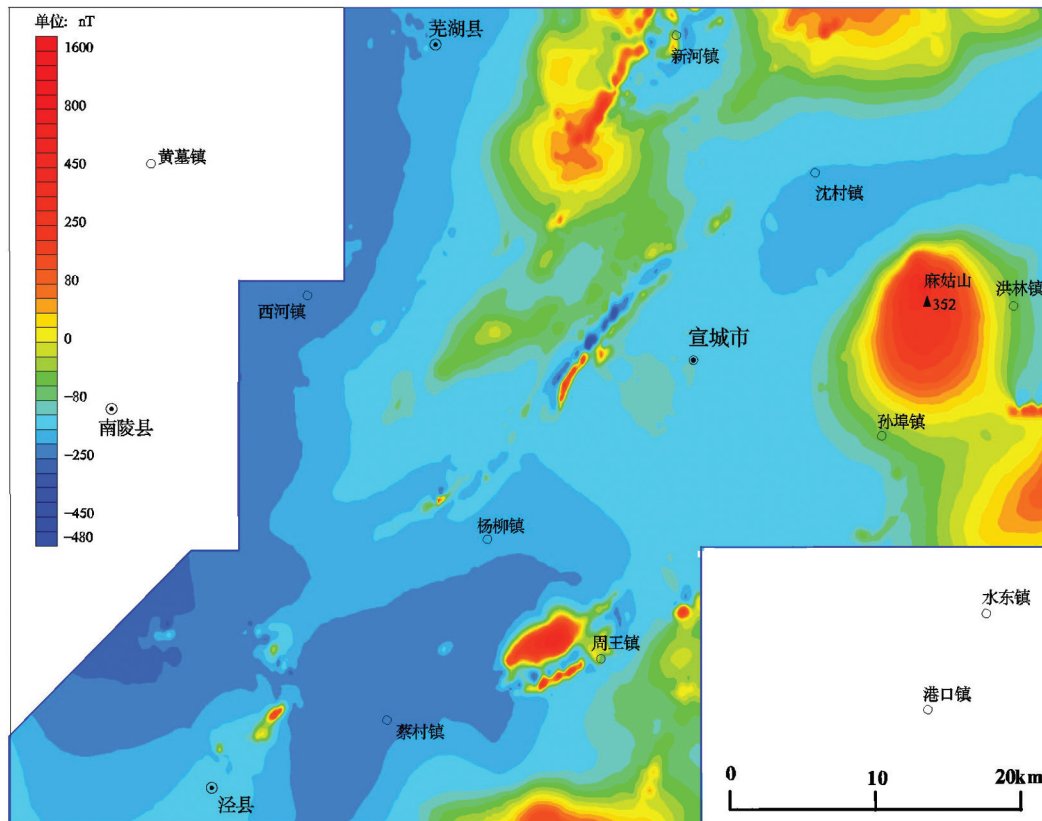 单位: nT
1600
800
450
250
80
0
−80
−250
−450
−480
芜湖县
新河镇
黄墓镇
沈村镇
西河镇
麻姑山
▲352
洪林镇
宣城市
南陵县
孙埠镇
杨柳镇
水东镇
周王镇
港口镇
蔡村镇
泾县
0 10 20km